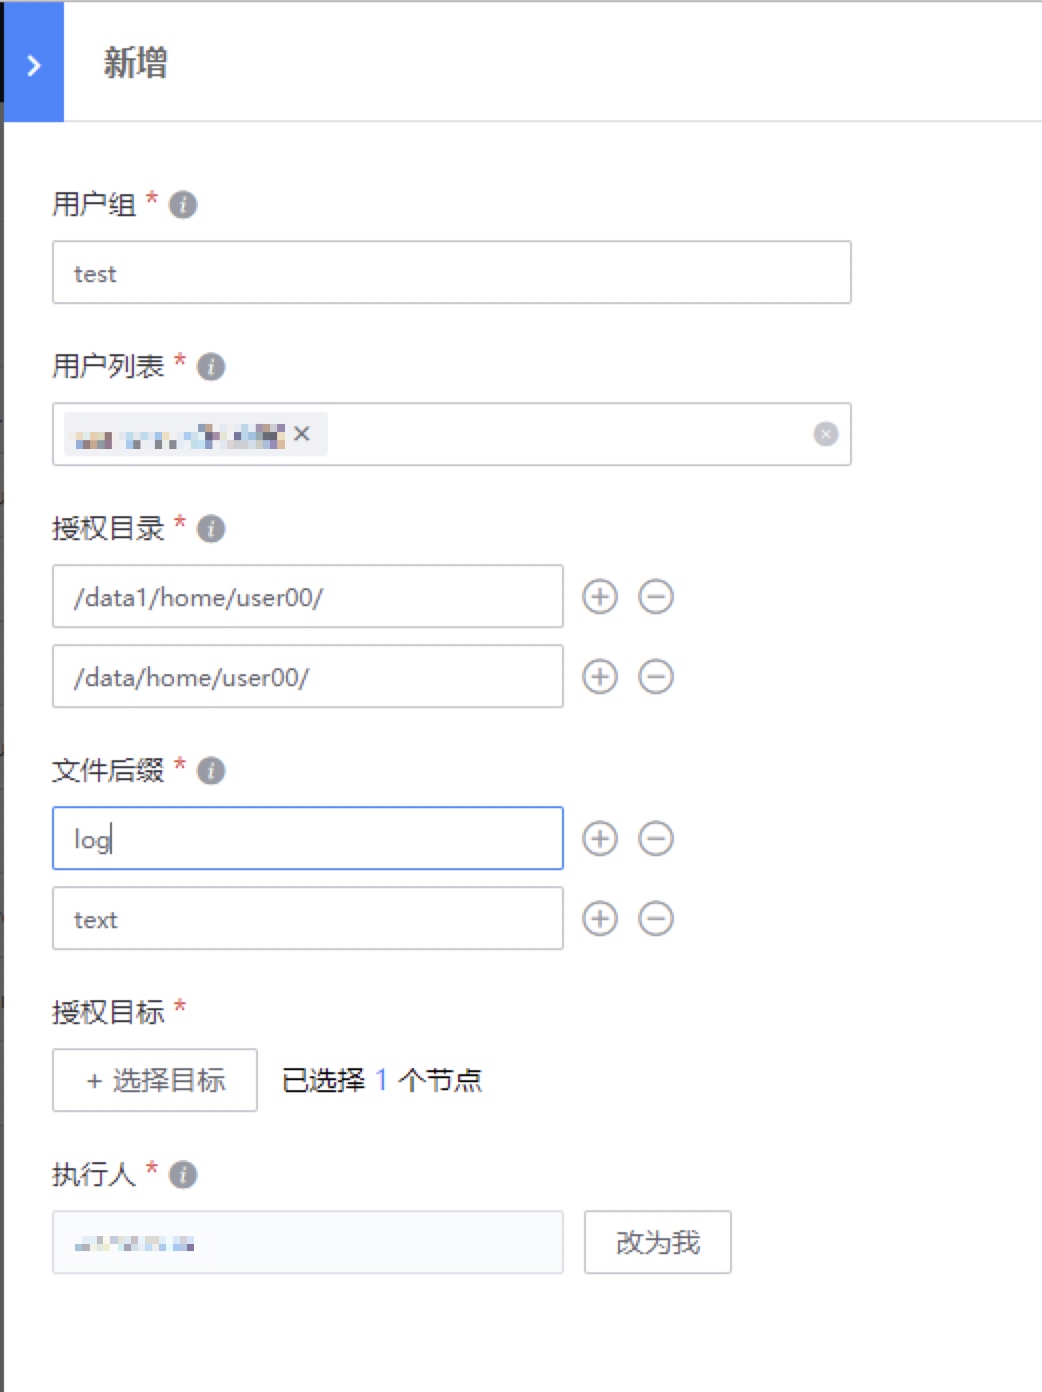 新增
用户组 *
test
用户列表 *
授权目录 *
/data1/home/user00/
/data/home/user00/
文件后缀 *
log
text
授权目标 *
+ 选择目标 已选择 1 个节点
执行人 *
改为我